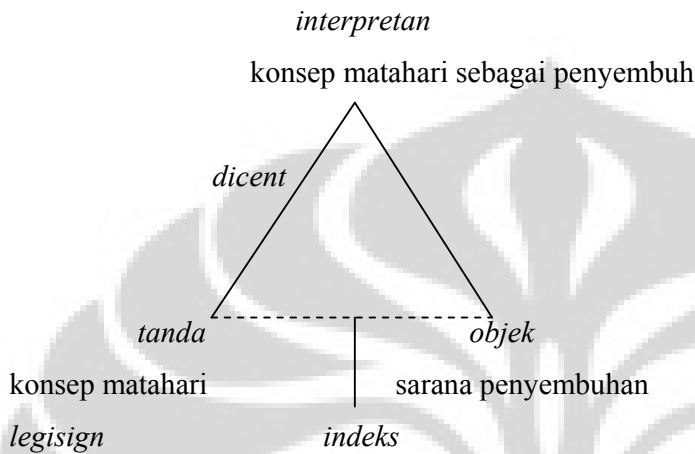 interpretan
konsep matahari sebagai penyembuh
dicent
tanda objek
konsep matahari sarana penyembuhan
legisign indeks